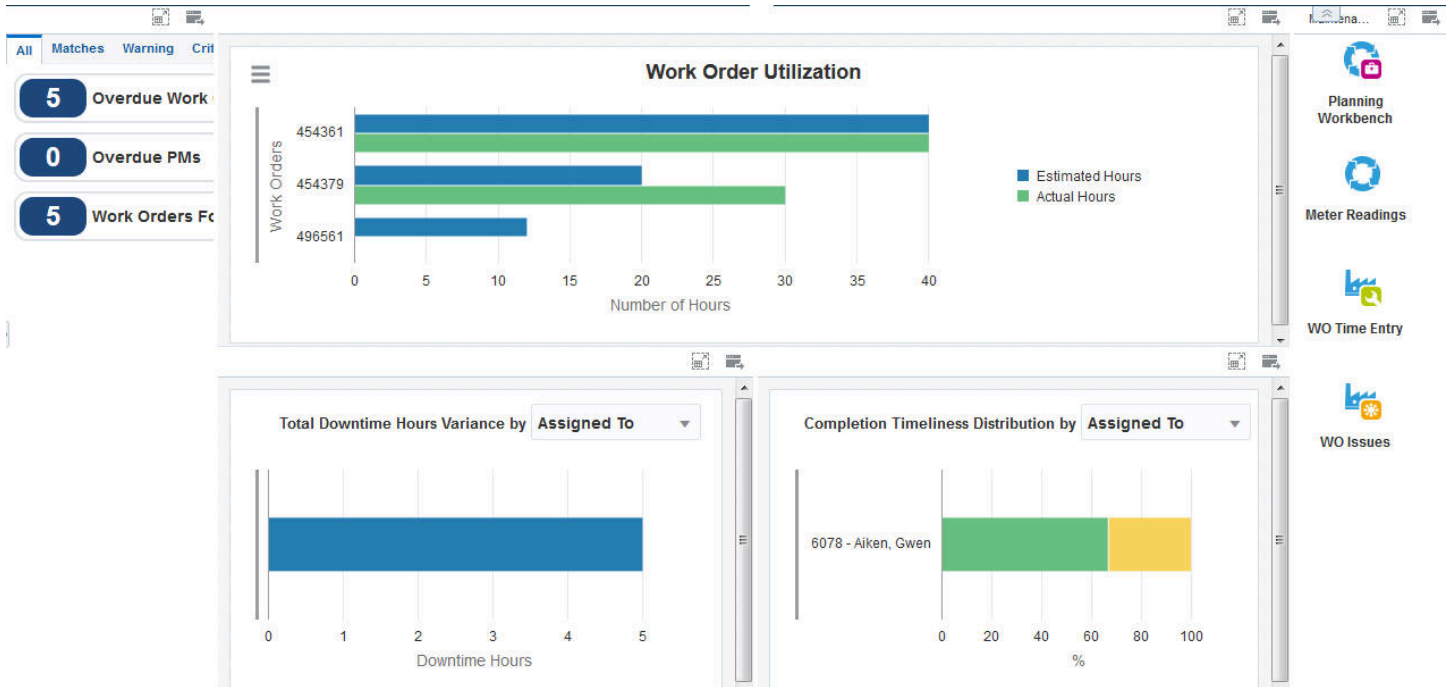 All Matches Warning Crit
5 Overdue Work
0 Overdue PMs
5 Work Orders Fo
Work Order Utilization
Work Orders
454361
454379
496561
0 5 10 15 20 25 30 35 40
Number of Hours
Estimated Hours
Actual Hours
Planning
Workbench
Meter Readings
WO Time Entry
WO Issues
Total Downtime Hours Variance by Assigned To
0 1 2 3 4 5
Downtime Hours
Completion Timeliness Distribution by Assigned To
6078 - Aiken, Gwen
0 20 40 60 80 100
%